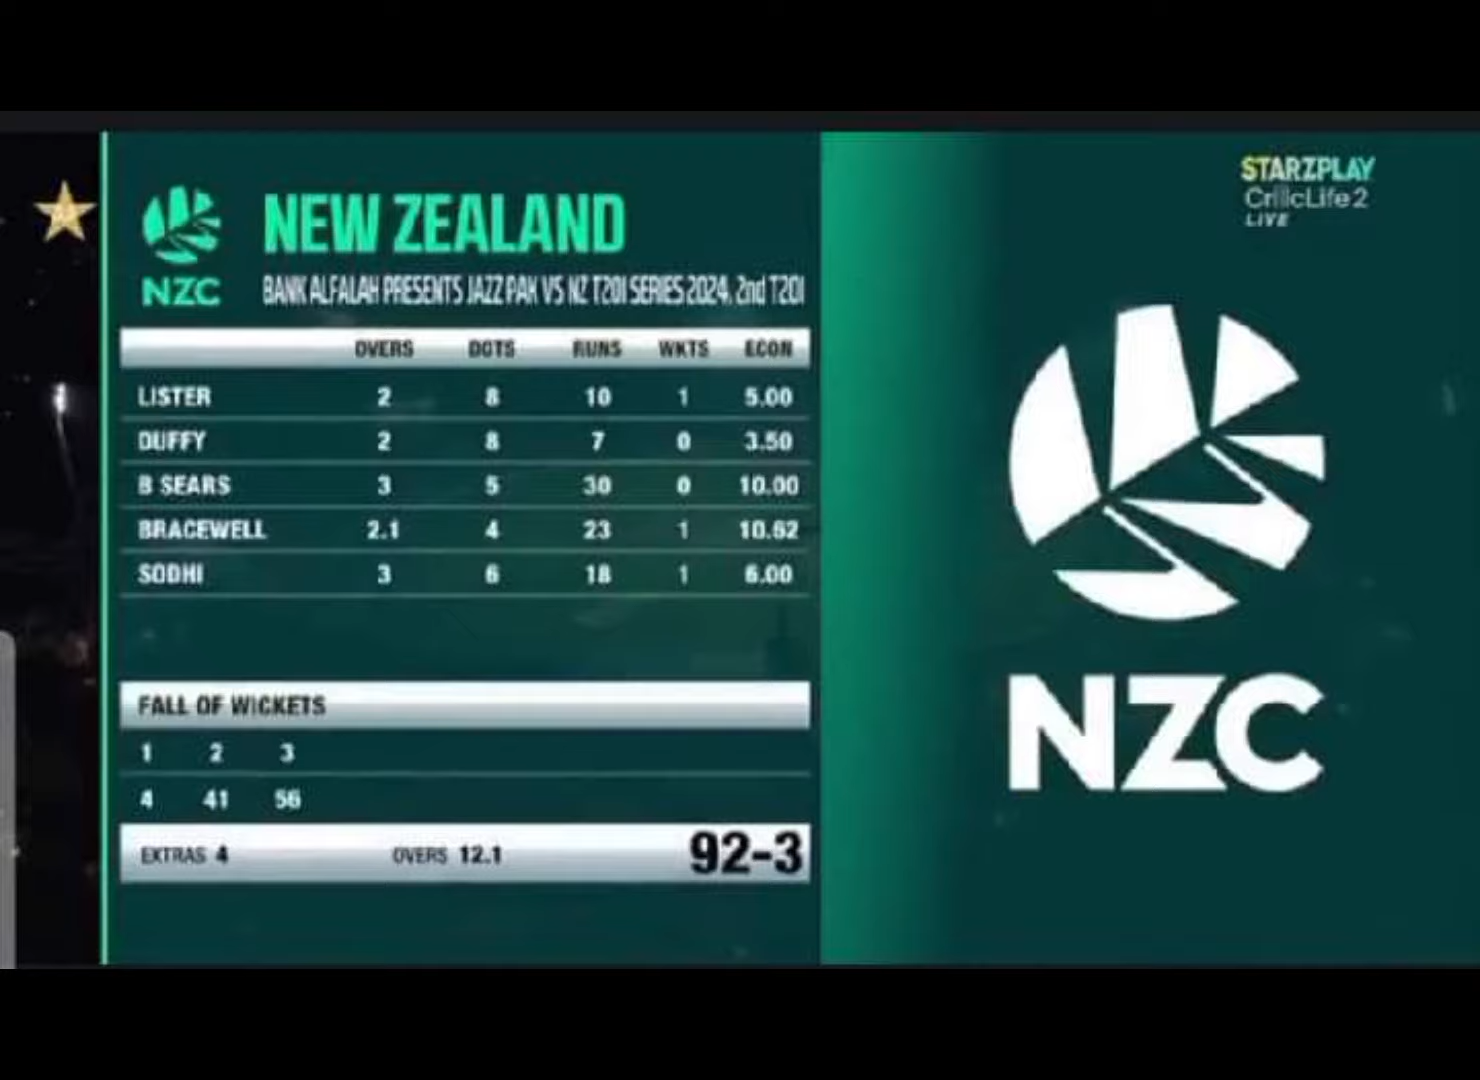 STARZPLAY
CricLife 2
LIVE
NEW ZEALAND
NZC
BANK ALFALAH PRESENTS JAZZ PAK VS NZ T20I SERIES 2024, 2nd T20I
OVERS DOTS RUNS WKTS ECON
LISTER 2 8 10 1 5.00
DUFFY 2 8 7 0 3.50
B SEARS 3 5 30 0 10.00
BRACEWELL 2.1 4 23 1 10.62
SODHI 3 6 18 1 6.00
FALL OF WICKETS
1 2 3
4 41 56
EXTRAS 4 OVERS 12.1 92-3
NZC